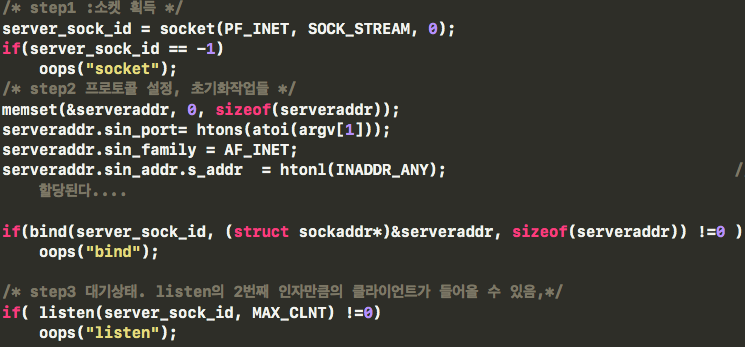 /* step1 :소켓 획득 */
server_sock_id = socket(PF_INET, SOCK_STREAM, 0);
if(server_sock_id == -1)
    oops("socket");
/* step2 프로토콜 설정, 초기화작업들 */
memset(&serveraddr, 0, sizeof(serveraddr));
serveraddr.sin_port= htons(atoi(argv[1]));
serveraddr.sin_family = AF_INET;
serveraddr.sin_addr.s_addr  = htonl(INADDR_ANY);                              /
    할당된다....
if(bind(server_sock_id, (struct sockaddr*)&serveraddr, sizeof(serveraddr)) !=0 )
    oops("bind");
/* step3 대기상태. listen의 2번째 인자만큼의 클라이언트가 들어올 수 있음,*/
if( listen(server_sock_id, MAX_CLNT) !=0)
    oops("listen");